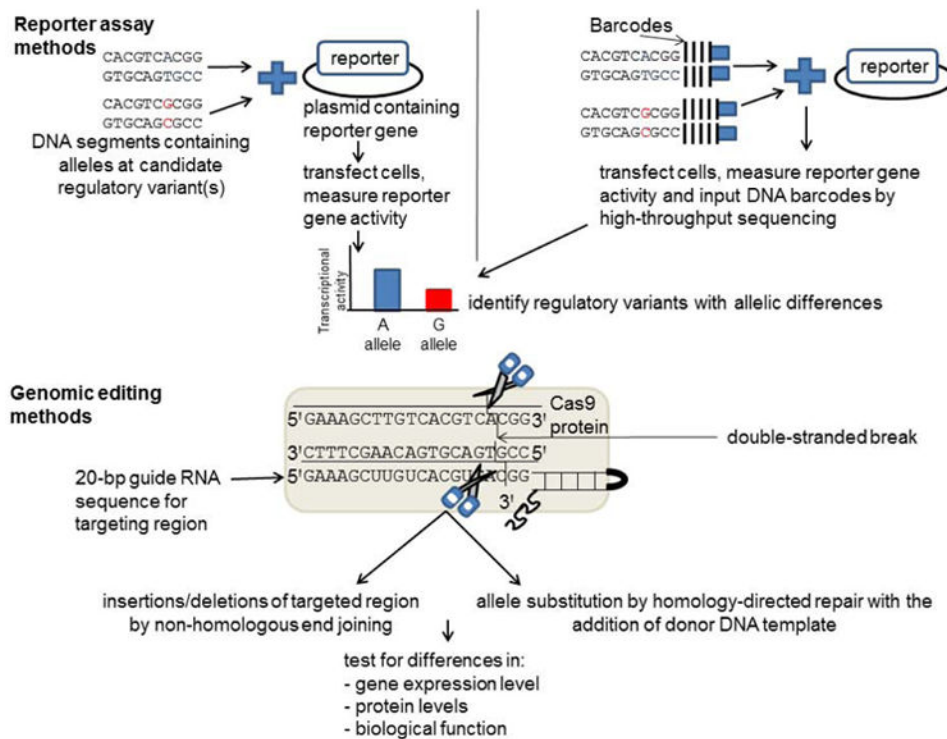 Reporter assay
methods
CACGTCACGG
GTGCAGTGCC
CACGTCGCGG
GTGCAGCGCC
DNA segments containing
alleles at candidate
regulatory variant(s)
reporter
plasmid containing
reporter gene
transfect cells,
measure reporter
gene activity
Barcodes
CACGTCACGG
GTGCAGTGCC
CACGTCGCGG
GTGCAGCGCC
reporter
transfect cells, measure reporter gene
activity and input DNA barcodes by
high-throughput sequencing
Transcriptional
activity
A
allele
G
allele
identify regulatory variants with allelic differences
Genomic editing
methods
5'GAAAGCTTGTCACGTCACGG3'
Cas9
protein
3'CTTTCGAACAGTGCAGTGCC5'
double-stranded break
20-bp guide RNA
sequence for
targeting region
3'
insertions/deletions of targeted region
by non-homologous end joining
allele substitution by homology-directed repair with the
addition of donor DNA template
test for differences in:
- gene expression level
- protein levels
- biological function